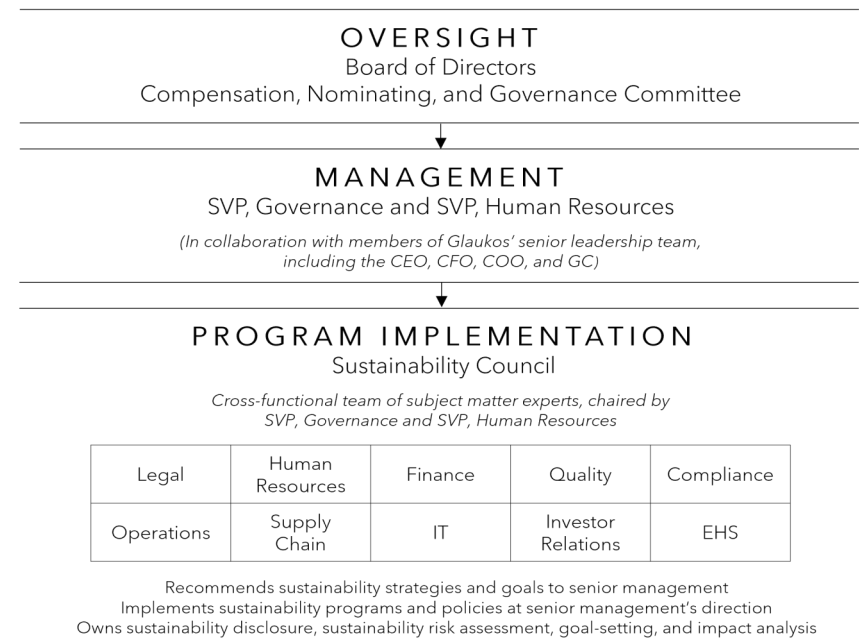 OVERSIGHT
Board of Directors
Compensation, Nominating, and Governance Committee
MANAGEMENT
SVP, Governance and SVP, Human Resources
(In collaboration with members of Glaukos’ senior leadership team,
including the CEO, CFO, COO, and GC)
PROGRAM IMPLEMENTATION
Sustainability Council
Cross-functional team of subject matter experts, chaired by
SVP, Governance and SVP, Human Resources
Legal
Human
Resources
Finance
Quality
Compliance
Operations
Supply
Chain
IT
Investor
Relations
EHS
Recommends sustainability strategies and goals to senior management
Implements sustainability programs and policies at senior management’s direction
Owns sustainability disclosure, sustainability risk assessment, goal-setting, and impact analysis